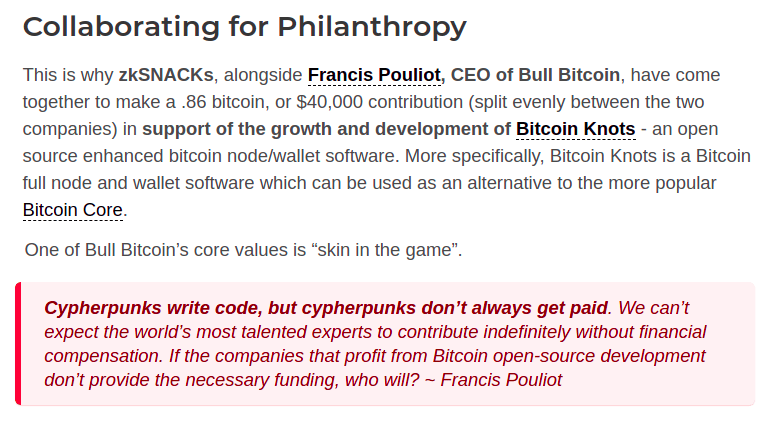 Collaborating for Philanthropy
This is why zkSNACKs, alongside Francis Pouliot, CEO of Bull Bitcoin, have come
together to make a .86 bitcoin, or $40,000 contribution (split evenly between the two
companies) in support of the growth and development of Bitcoin Knots - an open
source enhanced bitcoin node/wallet software. More specifically, Bitcoin Knots is a Bitcoin
full node and wallet software which can be used as an alternative to the more popular
Bitcoin Core.
One of Bull Bitcoin’s core values is “skin in the game”.
Cypherpunks write code, but cypherpunks don’t always get paid. We can’t
expect the world’s most talented experts to contribute indefinitely without financial
compensation. If the companies that profit from Bitcoin open-source development
don’t provide the necessary funding, who will? ~ Francis Pouliot